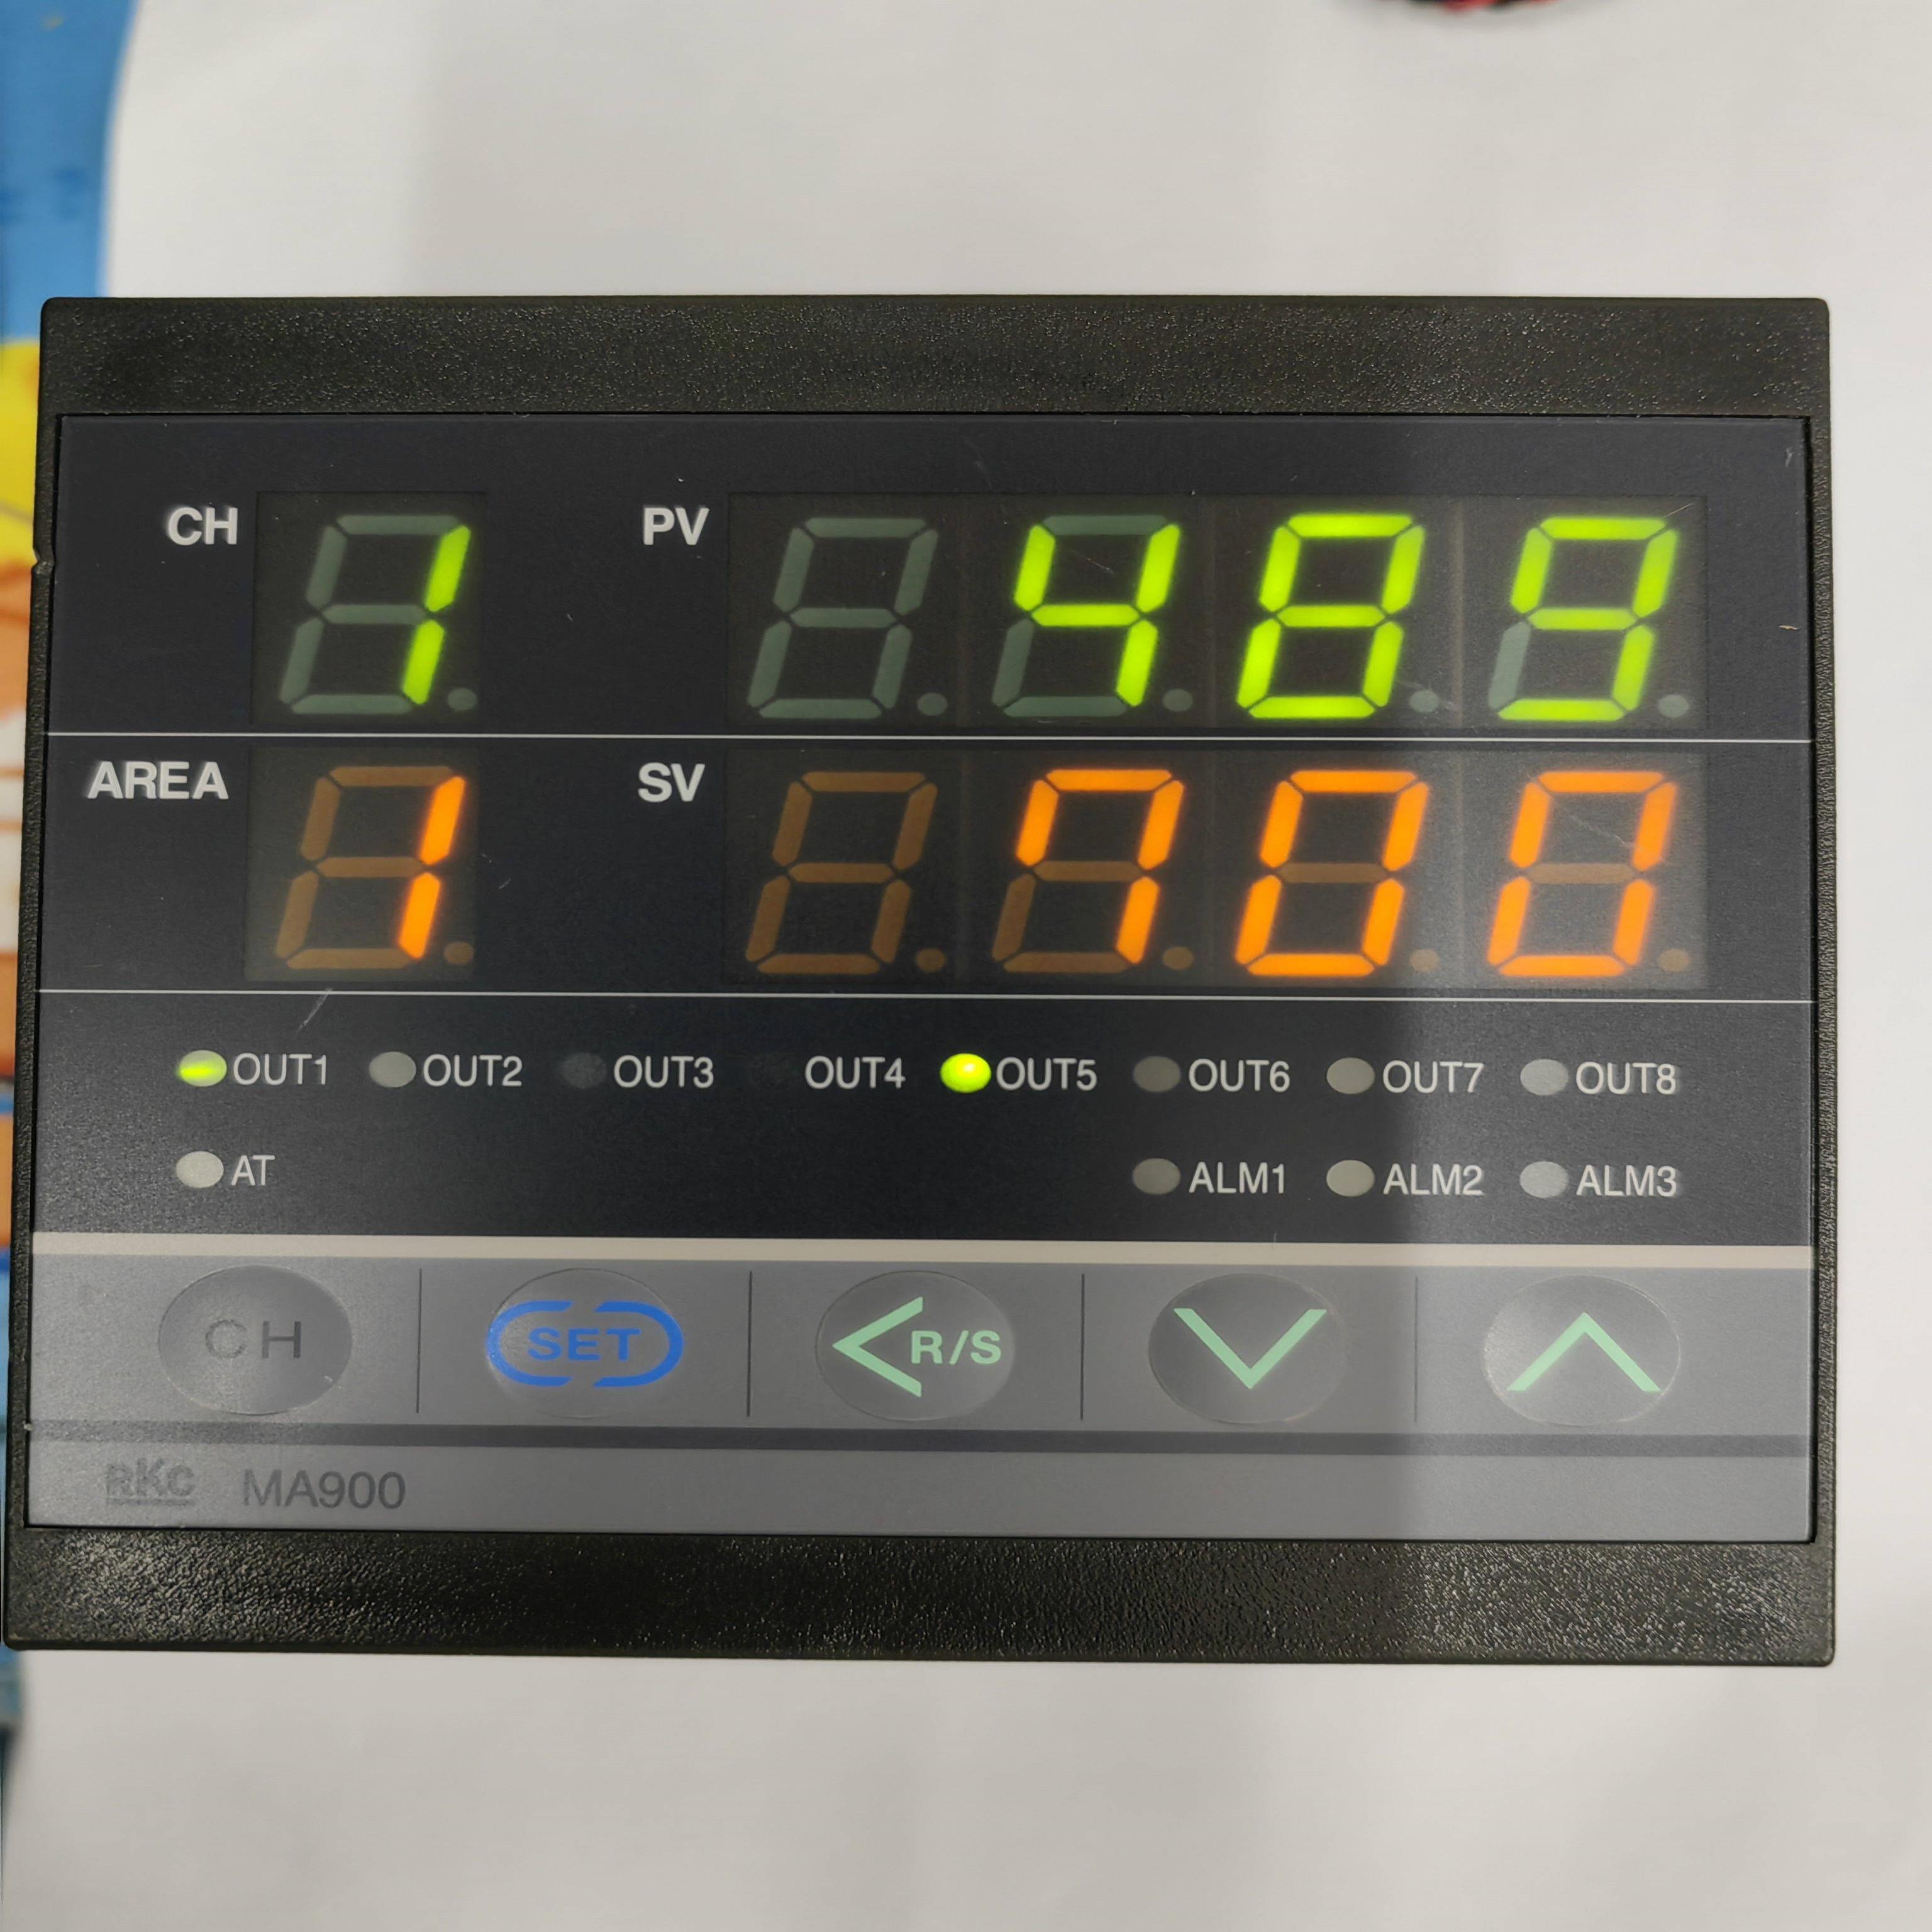 CH 1 PV 489
AREA 1 SV 700
OUT1 OUT2 OUT3 OUT4 OUT5 OUT6 OUT7 OUT8
AT ALM1 ALM2 ALM3
CH SET <R/S
RKC MA900